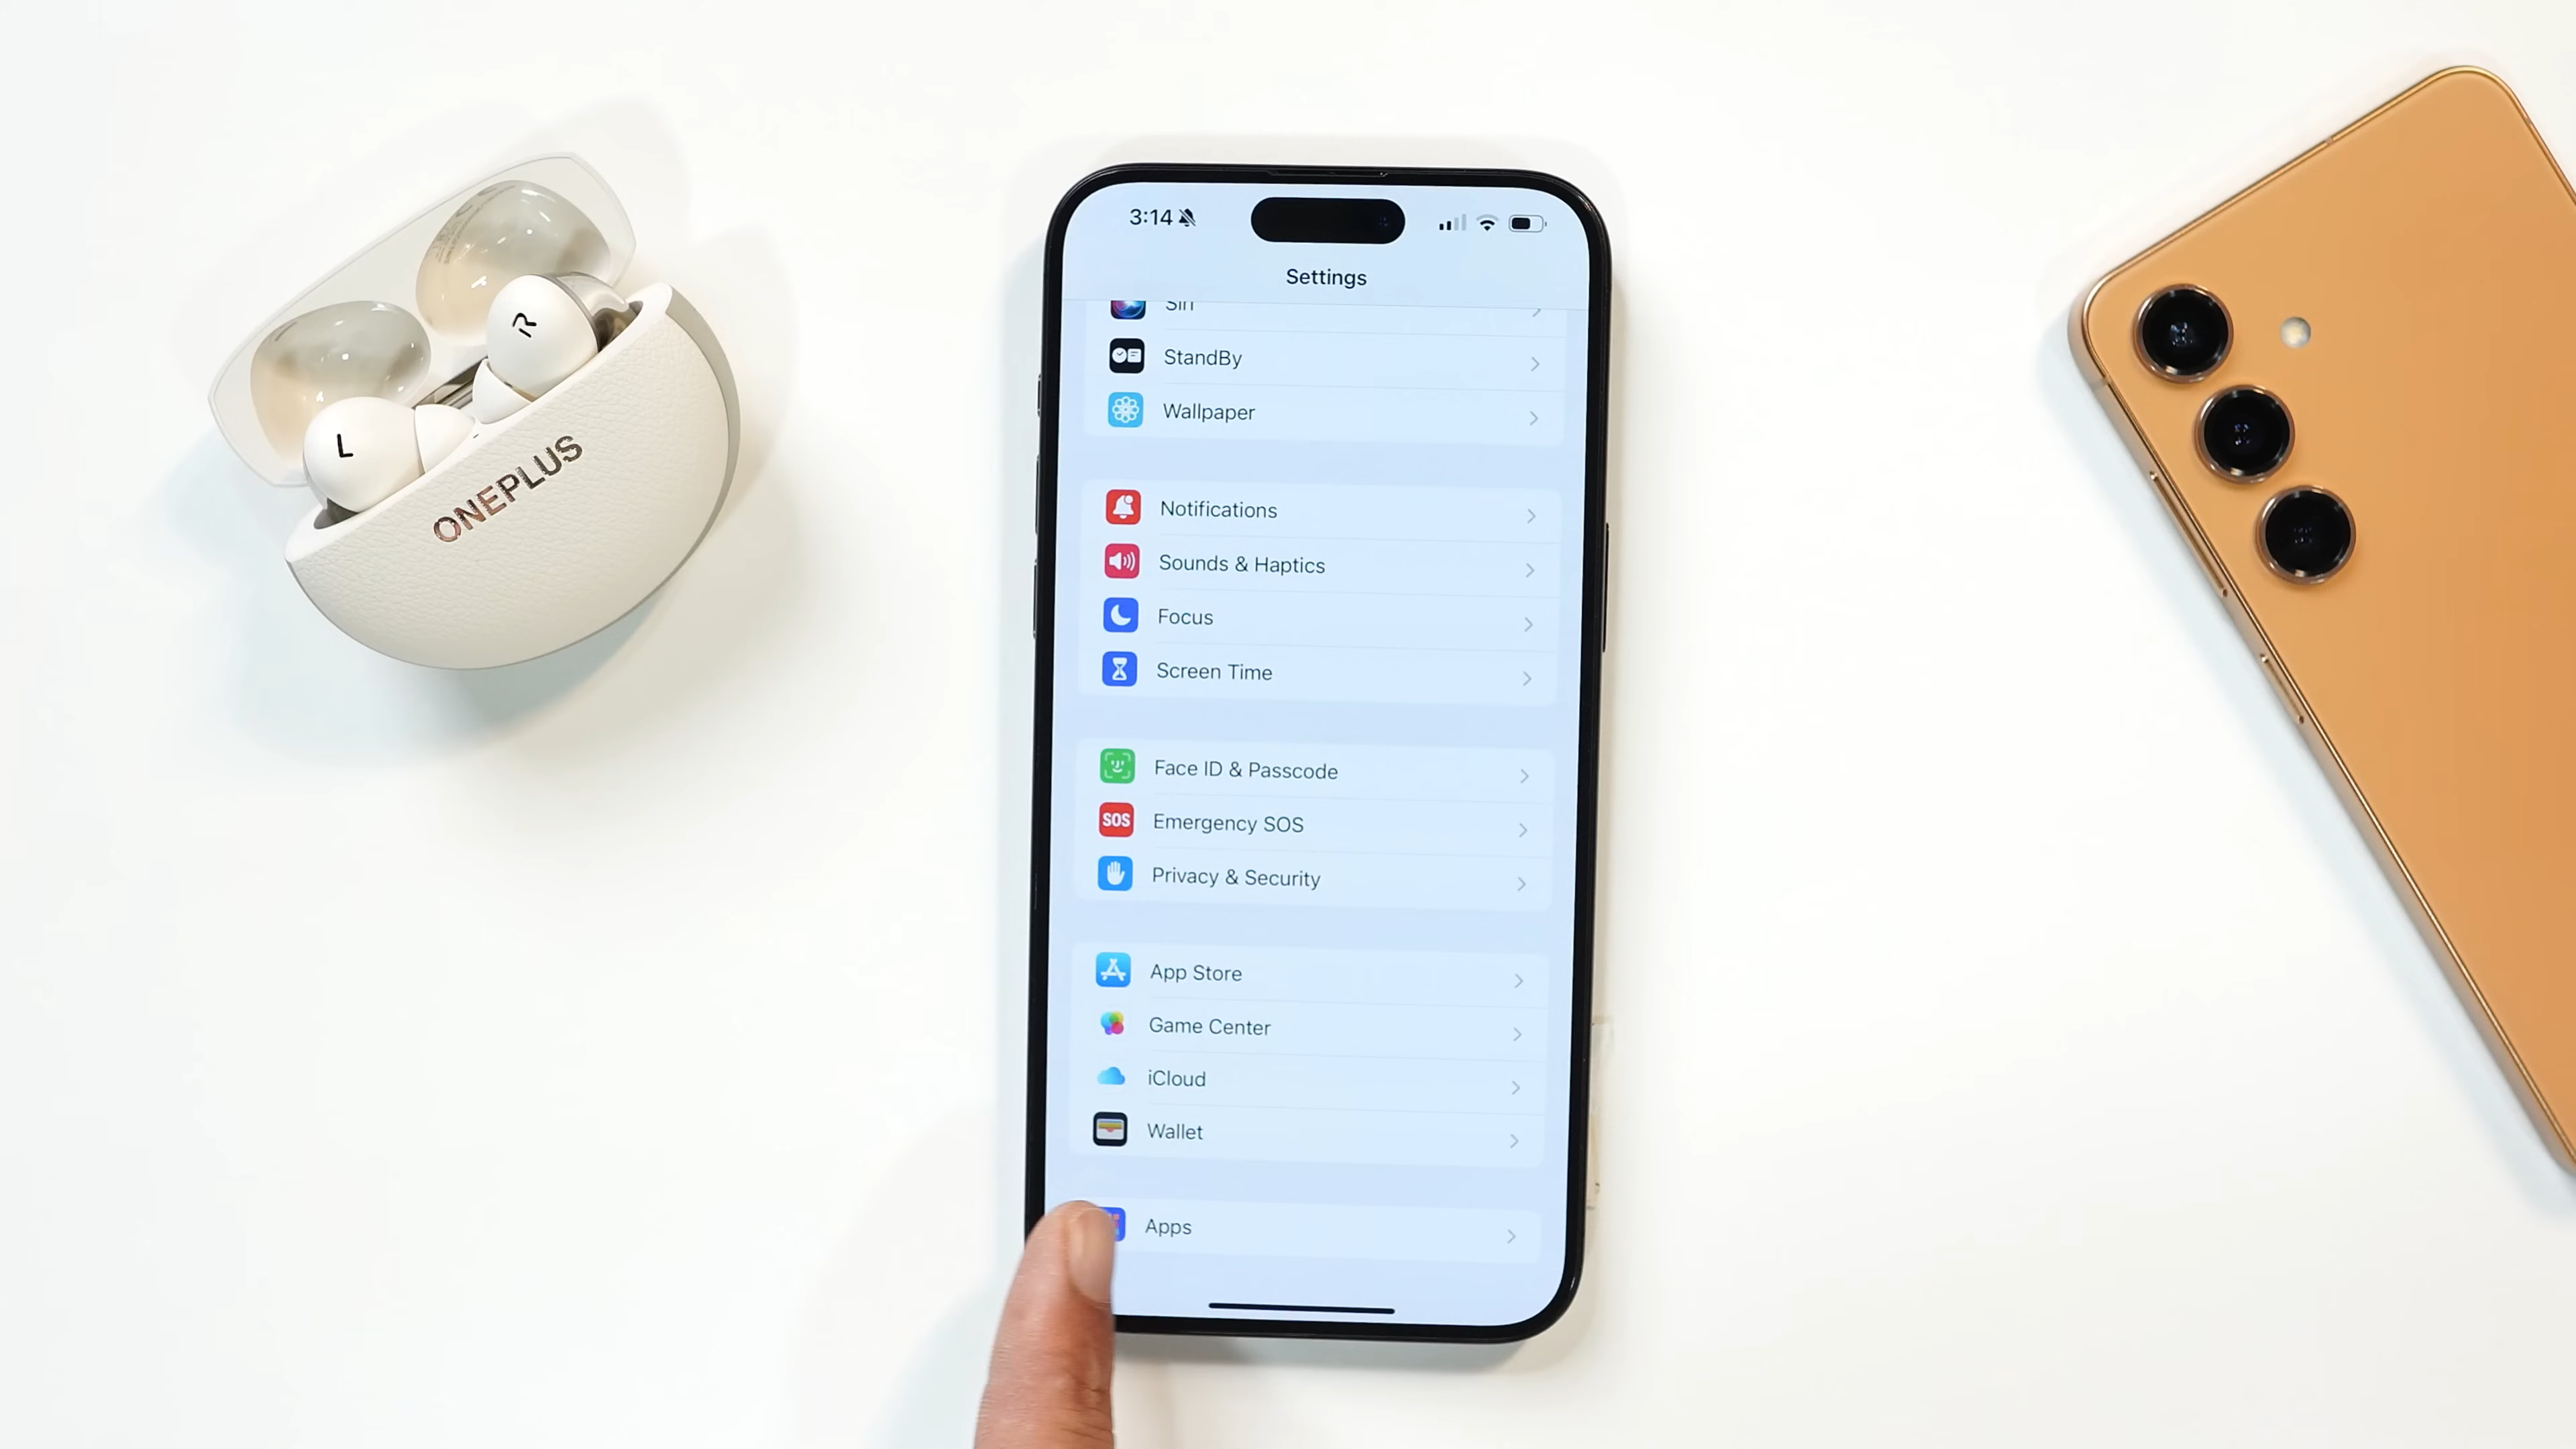 3:14
Settings
Siri
StandBy
Wallpaper
Notifications
Sounds & Haptics
Focus
Screen Time
Face ID & Passcode
SOS
Emergency SOS
Privacy & Security
App Store
Game Center
iCloud
Wallet
Apps
R
L
ONEPLUS